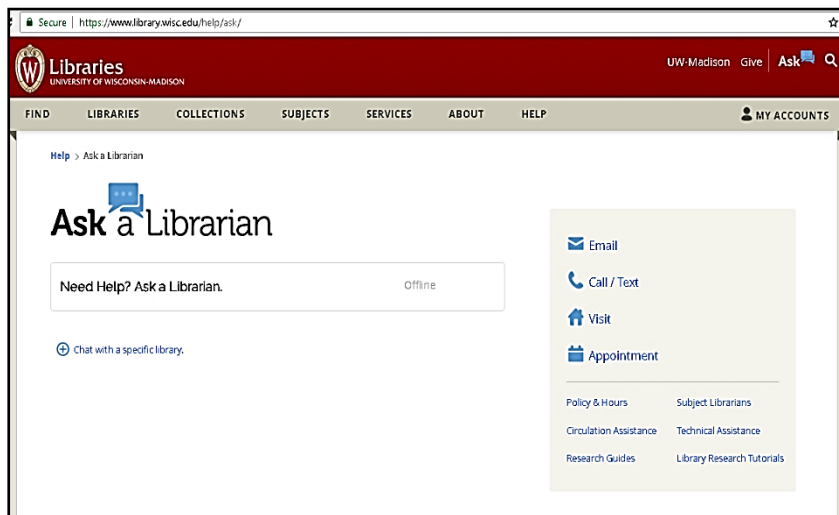 Secure | https://www.library.wisc.edu/help/ask/
W Libraries
UNIVERSITY OF WISCONSIN-MADISON
UW-Madison Give Ask
FIND LIBRARIES COLLECTIONS SUBJECTS SERVICES ABOUT HELP MY ACCOUNTS
Help > Ask a Librarian
Ask a Librarian
Need Help? Ask a Librarian. Offline
Chat with a specific library.
Email
Call / Text
Visit
Appointment
Policy & Hours Subject Librarians
Circulation Assistance Technical Assistance
Research Guides Library Research Tutorials